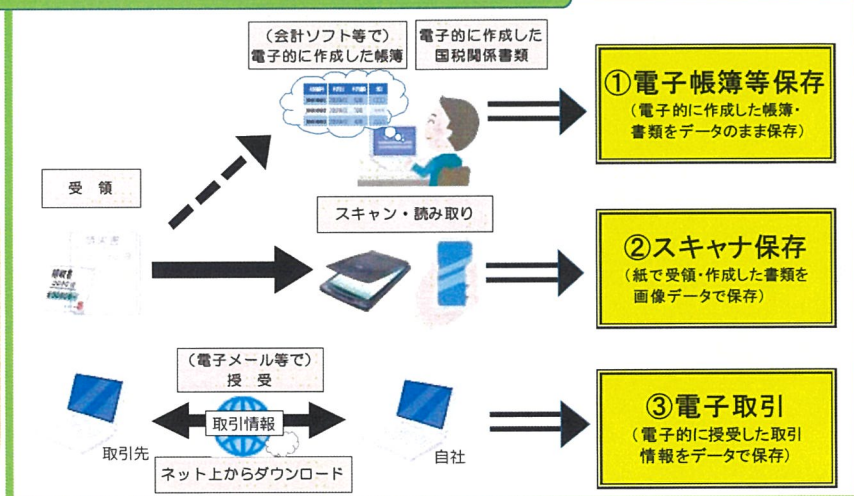 （会計ソフト等で）
電子的に作成した帳簿
電子的に作成した
国税関係書類
①電子帳簿等保存
（電子的に作成した帳簿・
書類をデータのまま保存）
受 領
スキャン・読み取り
請求書
領収書
②スキャナ保存
（紙で受領・作成した書類を
画像データで保存）
（電子メール等で）
授 受
取引情報
取引先
自社
ネット上からダウンロード
③電子取引
（電子的に授受した取引
情報をデータで保存）